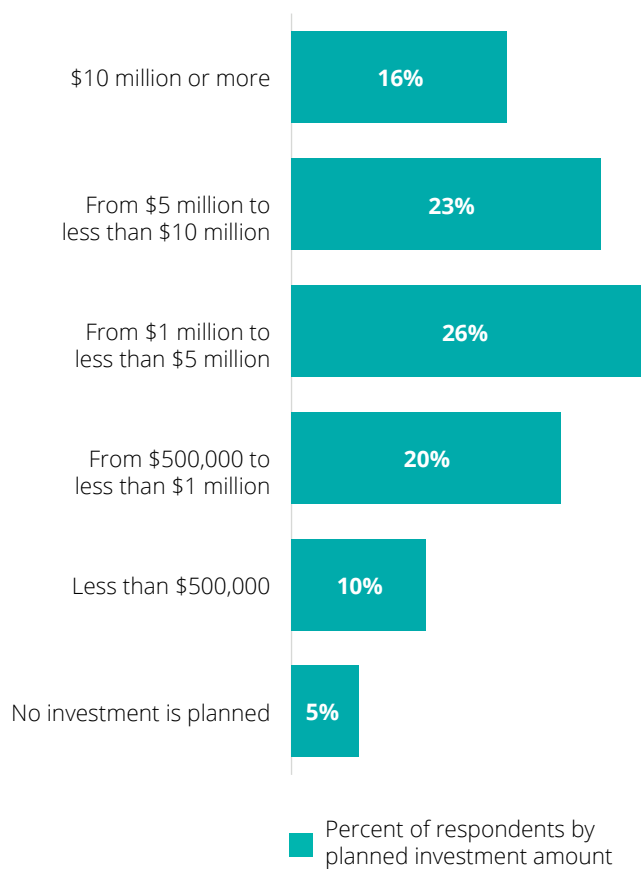 $10 million or more
16%
From $5 million to
less than $10 million
23%
From $1 million to
less than $5 million
26%
From $500,000 to
less than $1 million
20%
Less than $500,000
10%
No investment is planned
5%
Percent of respondents by
planned investment amount